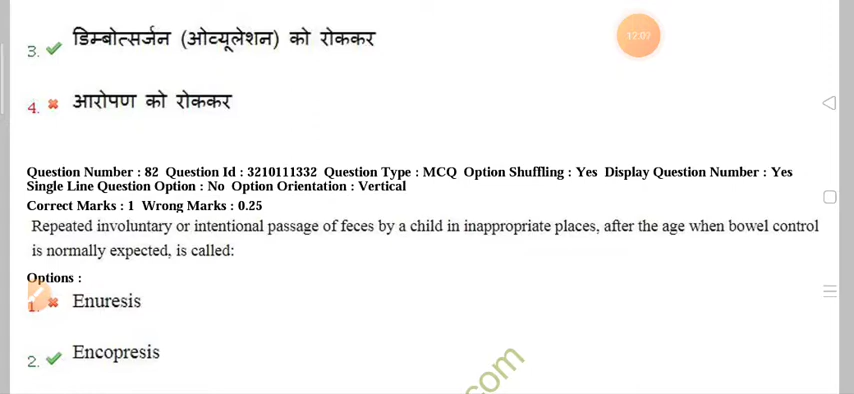 3. डिम्बोत्सर्जन (ओव्यूलेशन) को रोककर
12:07
4. आरोपण को रोककर
Question Number : 82 Question Id : 3210111332 Question Type : MCQ Option Shuffling : Yes Display Question Number : Yes
Single Line Question Option : No Option Orientation : Vertical
Correct Marks : 1 Wrong Marks : 0.25
Repeated involuntary or intentional passage of feces by a child in inappropriate places, after the age when bowel control
is normally expected, is called:
Options :
1. Enuresis
2. Encopresis
com